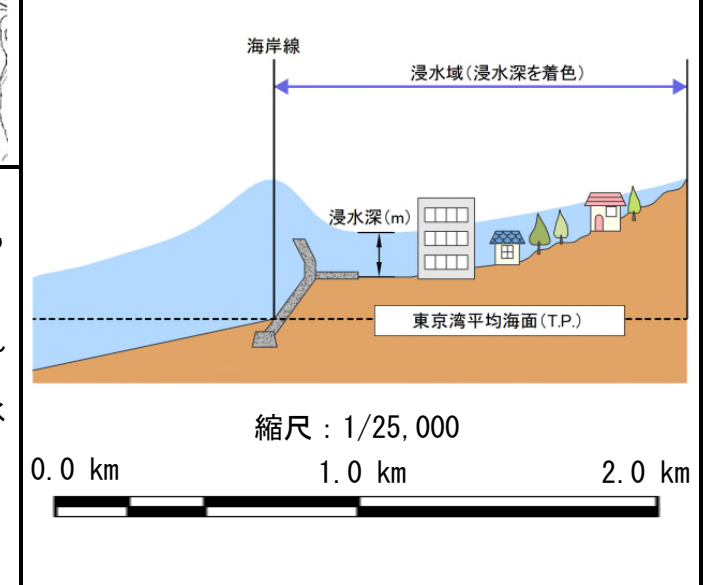 海岸線
浸水域(浸水深を着色)
浸水深(m)
東京湾平均海面(T.P.)
縮尺:1/25,000
0.0 km 1.0 km 2.0 km